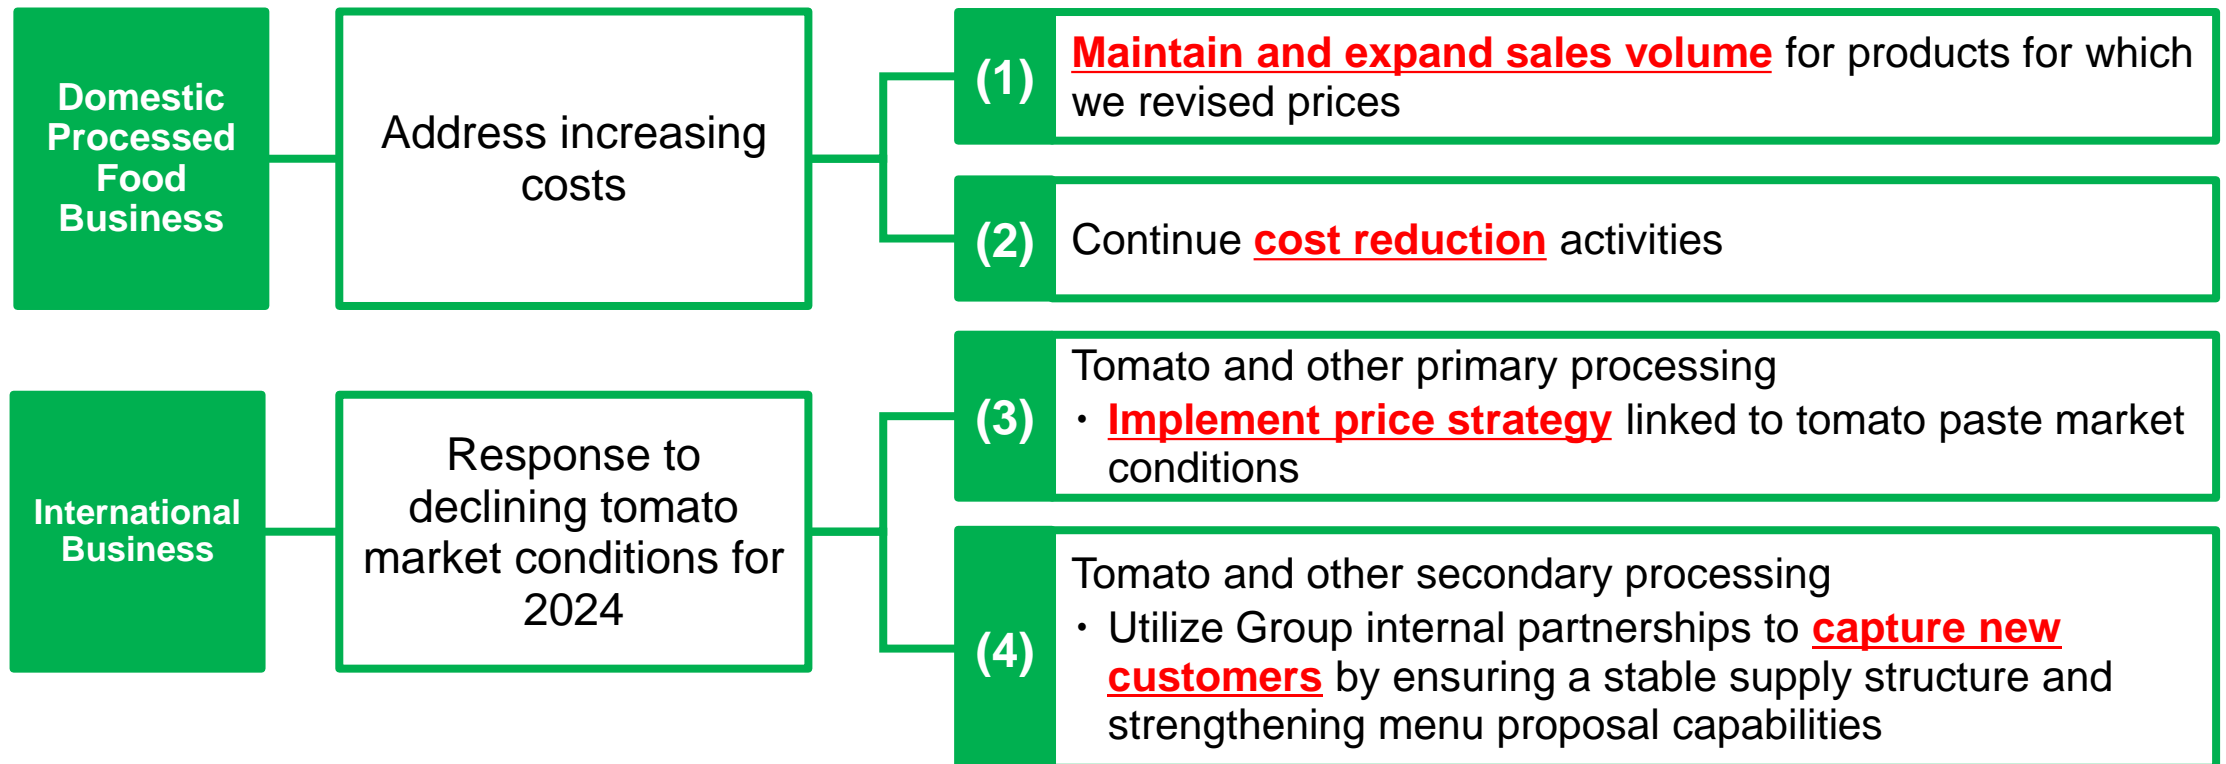 Domestic
Processed
Food
Business
Address increasing
costs
(1)
Maintain and expand sales volume for products for which
we revised prices
(2)
Continue cost reduction activities
International
Business
Response to
declining tomato
market conditions for
2024
(3)
Tomato and other primary processing
・Implement price strategy linked to tomato paste market
conditions
(4)
Tomato and other secondary processing
・Utilize Group internal partnerships to capture new
customers by ensuring a stable supply structure and
strengthening menu proposal capabilities